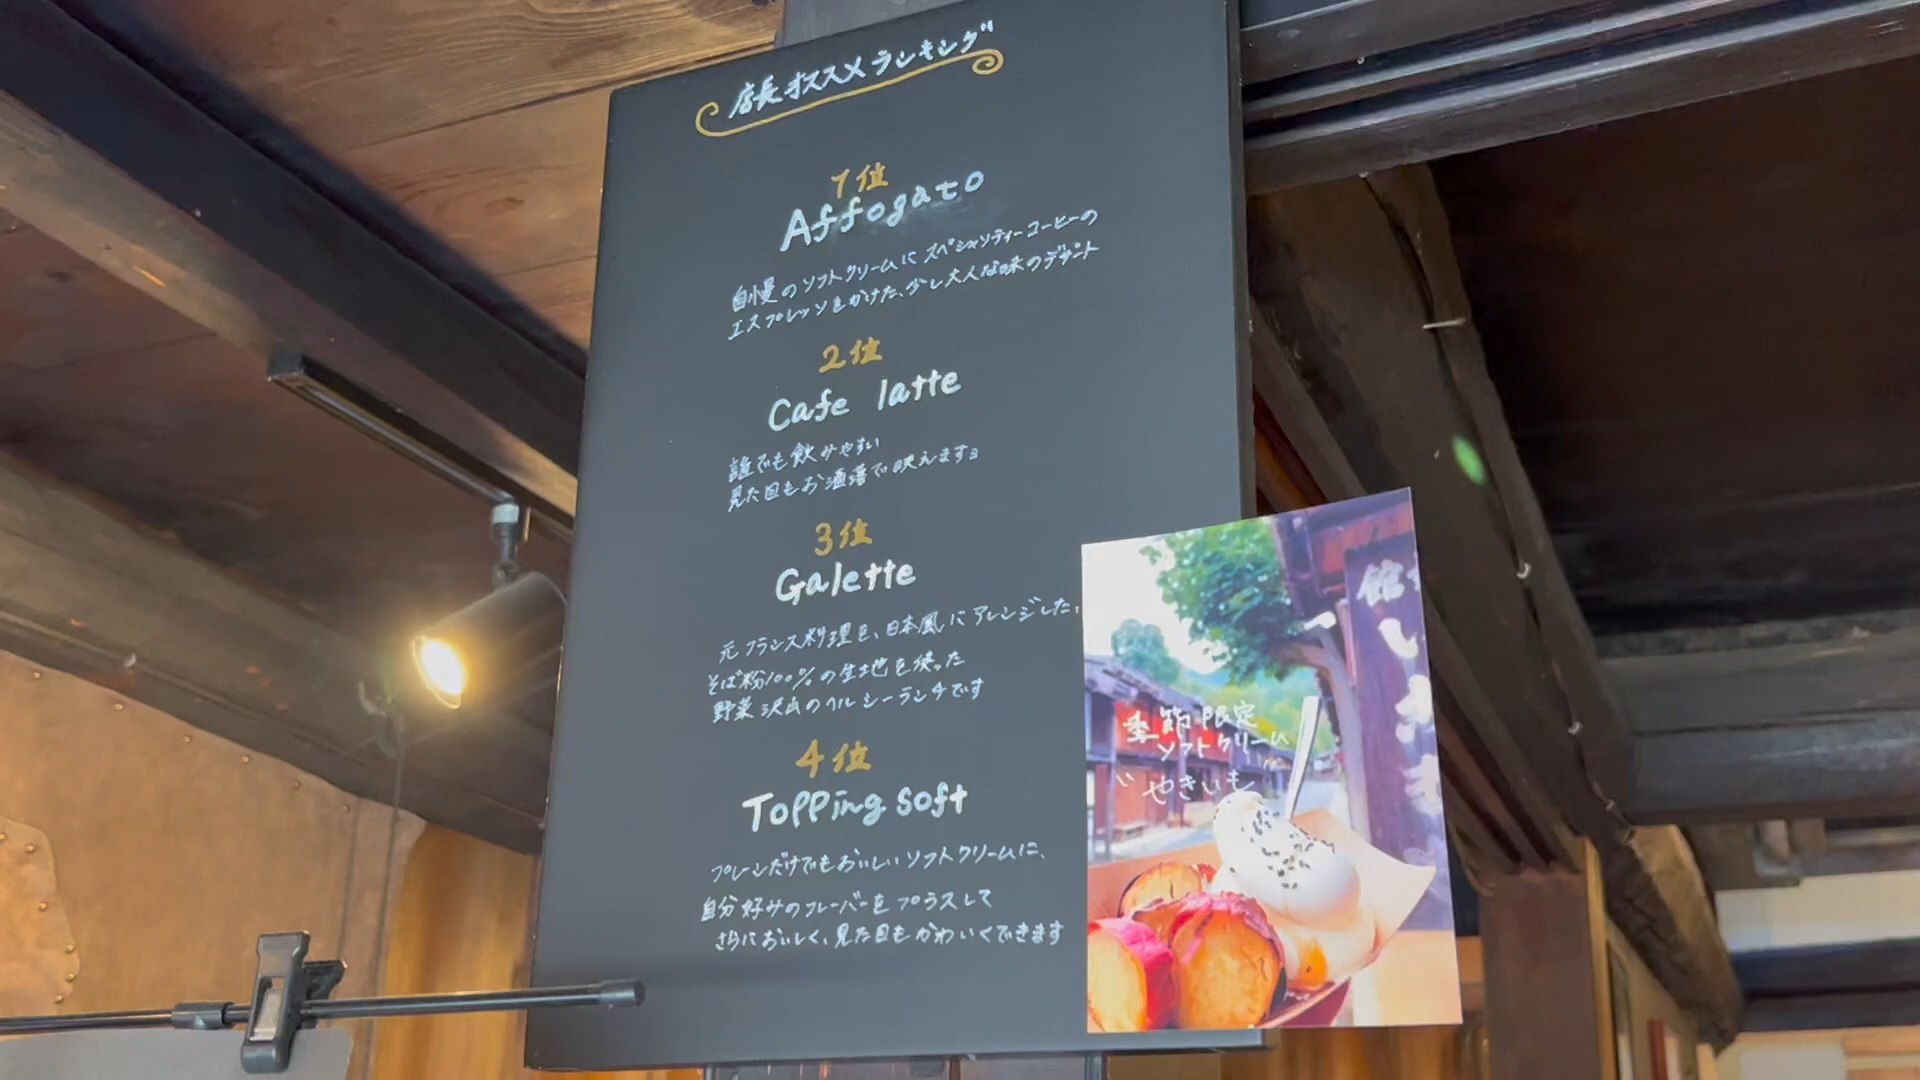 店長オススメランキング
1位
Affogato
自慢のソフトクリームにスペシャリティーコーヒーの
エスプレッソをかけた、少し大人な味のデザート
2位
Cafe latte
誰でも飲みやすい
見た目もお洒落で映えますヨ
3位
Galette
元フランス料理を、日本風にアレンジした、
そば粉100%の生地を使った
野菜沢山のヘルシーランチです
4位
Topping soft
プレーンだけでもおいしいソフトクリームに、
自分好みのフレーバーをプラスして
さらにおいしく、見た目もかわいくできます
季節限定
ソフトクリーム
やきいも
館